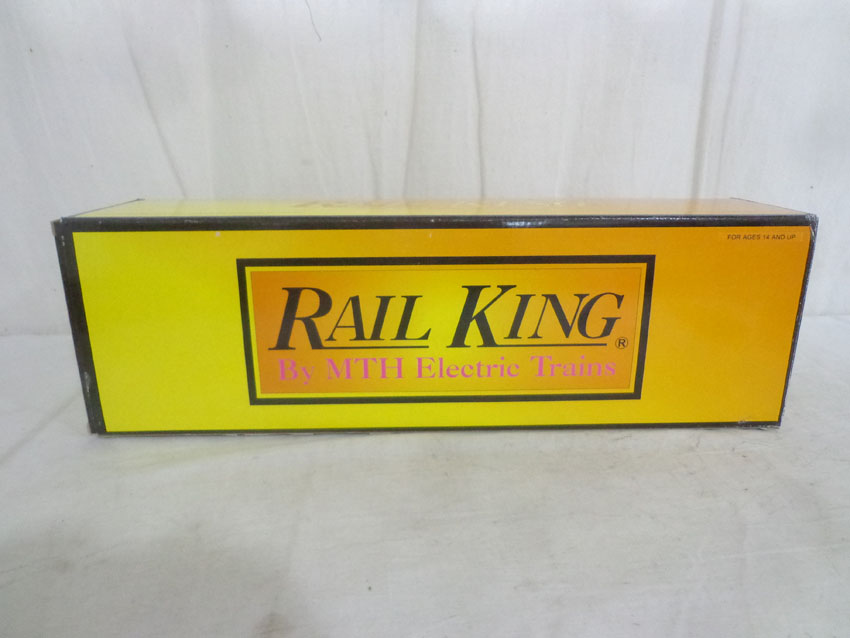 FOR AGES 14 AND UP
RAIL KING®
By MTH Electric Trains